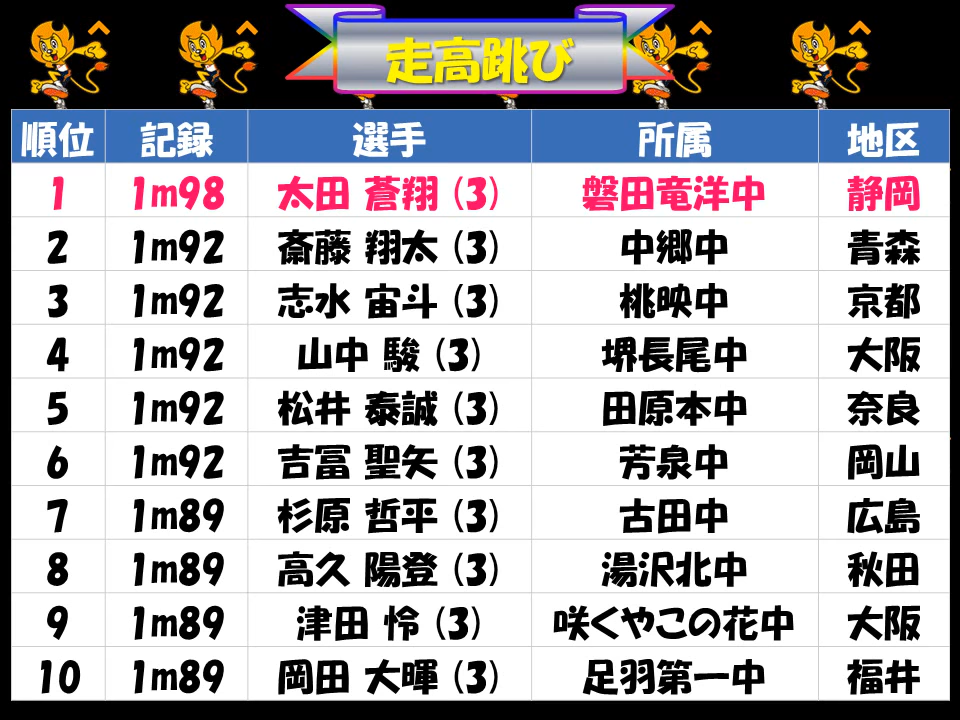 走高跳び
順位 記録 選手 所属 地区
1 1m98 太田 蒼翔 (3) 磐田竜洋中 静岡
2 1m92 斎藤 翔太 (3) 中郷中 青森
3 1m92 志水 宙斗 (3) 桃映中 京都
4 1m92 山中 駿 (3) 堺長尾中 大阪
5 1m92 松井 泰誠 (3) 田原本中 奈良
6 1m92 吉冨 聖矢 (3) 芳泉中 岡山
7 1m89 杉原 哲平 (3) 古田中 広島
8 1m89 高久 陽登 (3) 湯沢北中 秋田
9 1m89 津田 怜 (3) 咲くやこの花中 大阪
10 1m89 岡田 大暉 (3) 足羽第一中 福井